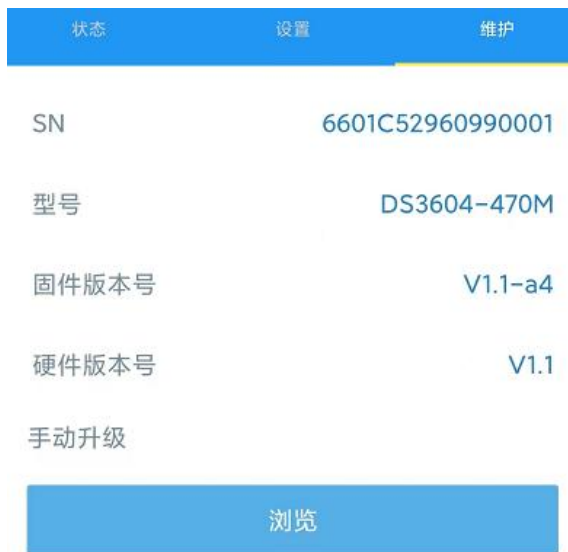 状态 设置 维护
SN 6601C52960990001
型号 DS3604-470M
固件版本号 V1.1-a4
硬件版本号 V1.1
手动升级
浏览